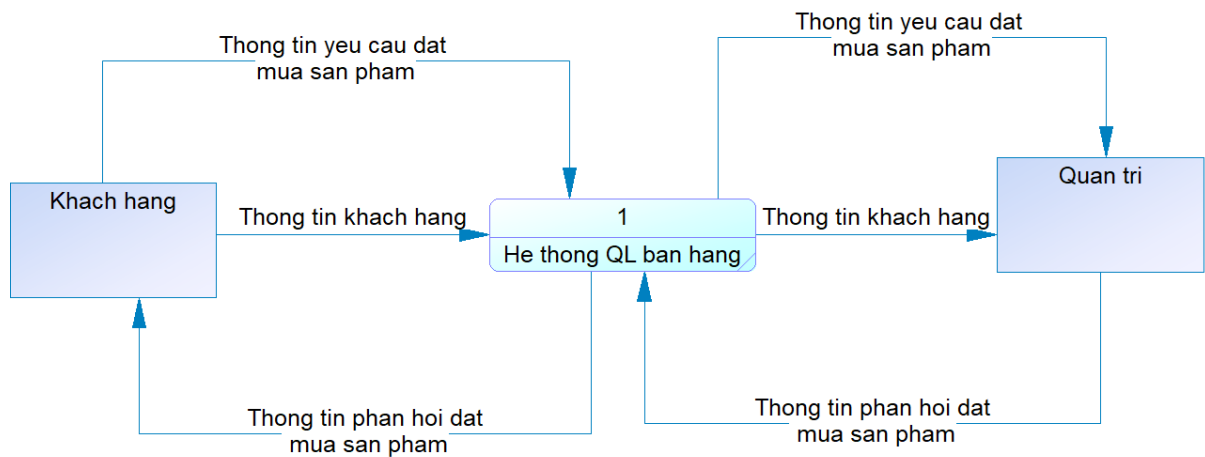 Thong tin yeu cau dat
mua san pham
Thong tin yeu cau dat
mua san pham
Khach hang
Quan tri
Thong tin khach hang
1
He thong QL ban hang
Thong tin khach hang
Thong tin phan hoi dat
mua san pham
Thong tin phan hoi dat
mua san pham